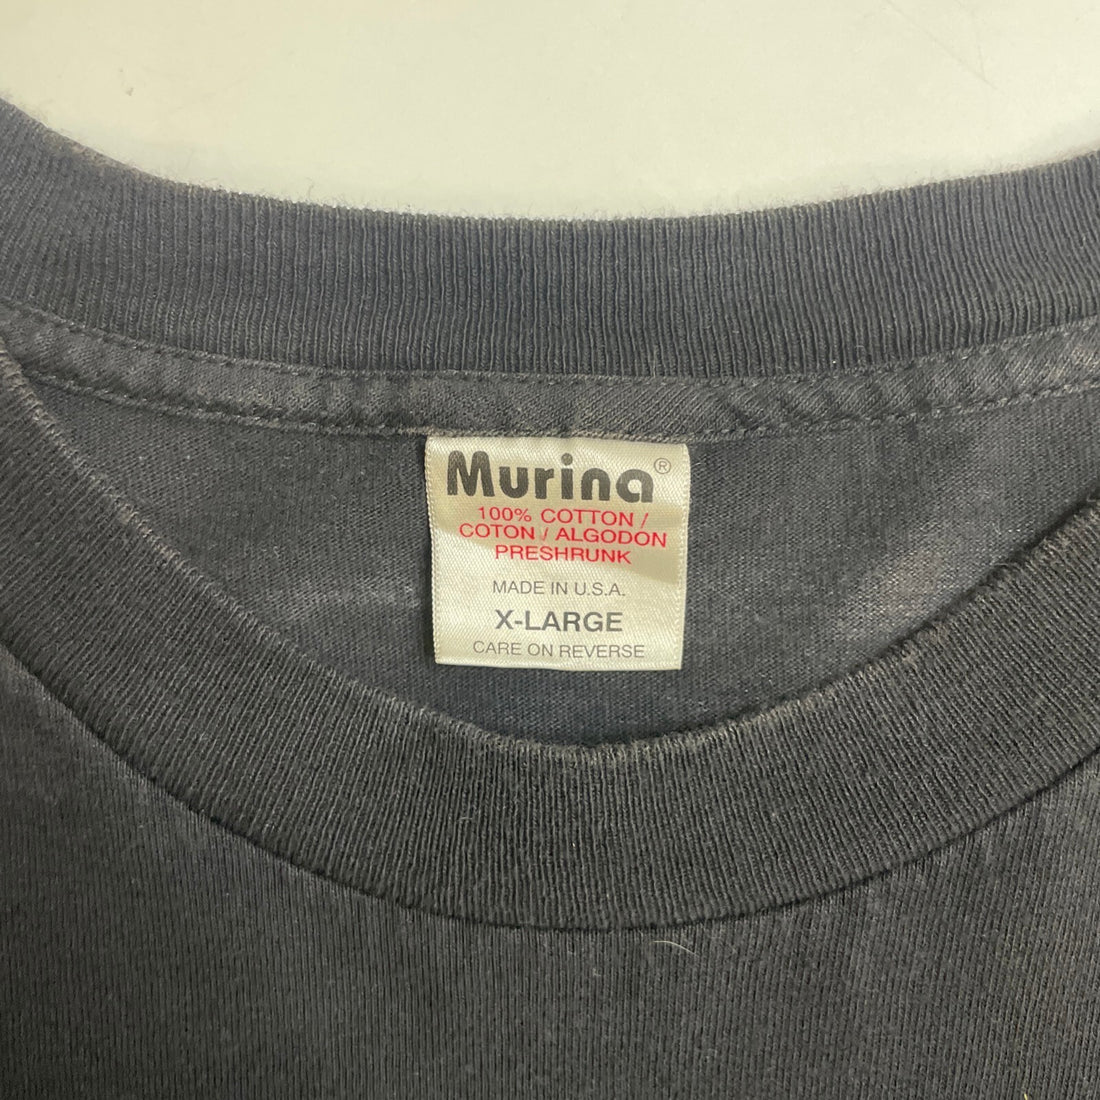 Murina®
100% COTTON /
COTON / ALGODON
PRESHRUNK
MADE IN U.S.A.
X-LARGE
CARE ON REVERSE